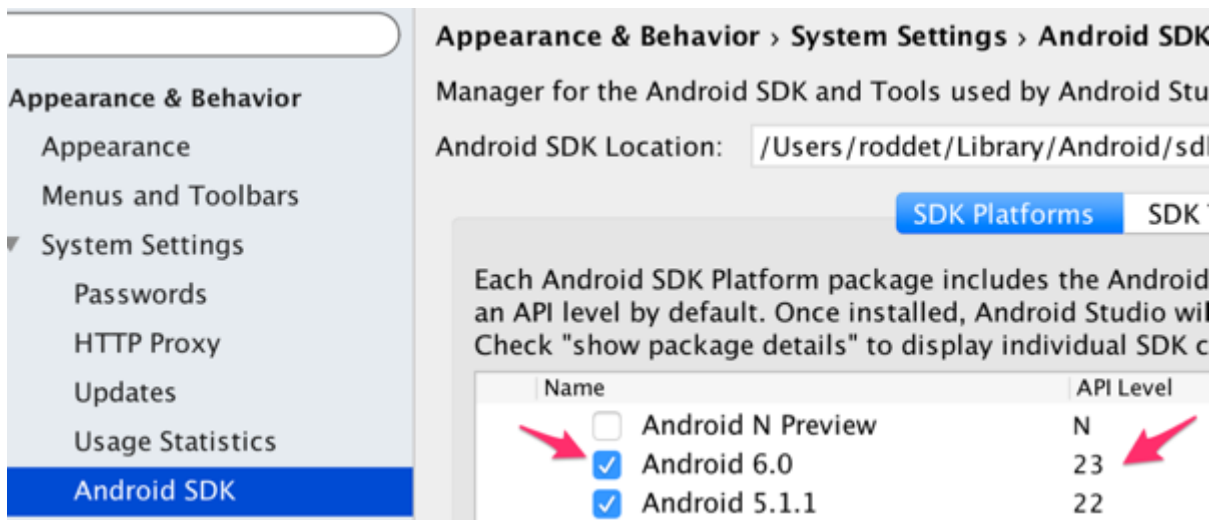 Appearance & Behavior
Appearance
Menus and Toolbars
System Settings
Passwords
HTTP Proxy
Updates
Usage Statistics
Android SDK
Appearance & Behavior › System Settings › Android SDK
Manager for the Android SDK and Tools used by Android Stu
Android SDK Location: /Users/roddet/Library/Android/sd
SDK Platforms SDK
Each Android SDK Platform package includes the Android
an API level by default. Once installed, Android Studio wil
Check "show package details" to display individual SDK c
Name API Level
Android N Preview N
Android 6.0 23
Android 5.1.1 22